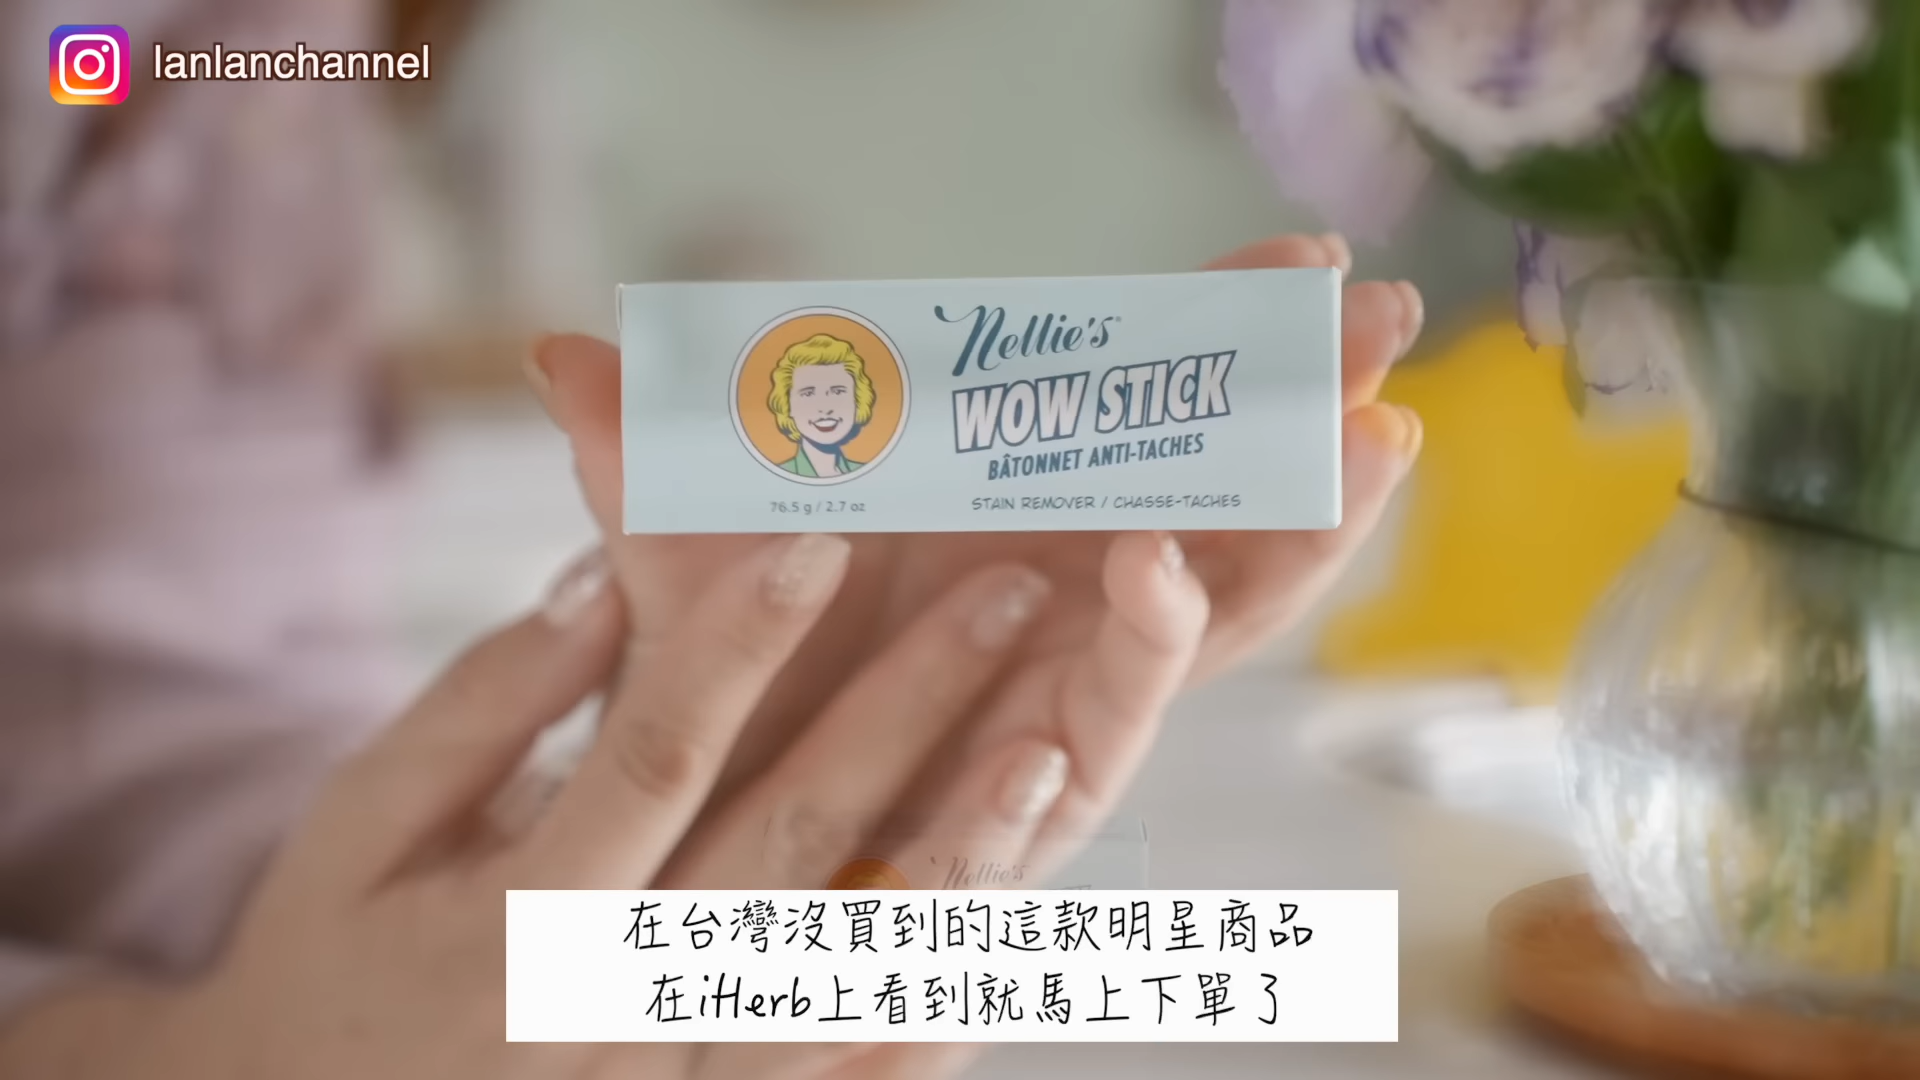 lanlanchannel
Nellie's
WOW STICK
BÂTONNET ANTI-TACHES
76.5 g / 2.7 oz
STAIN REMOVER / CHASSE-TACHES
Nellie's
在台灣沒買到的這款明星商品
在iHerb上看到就馬上下單了